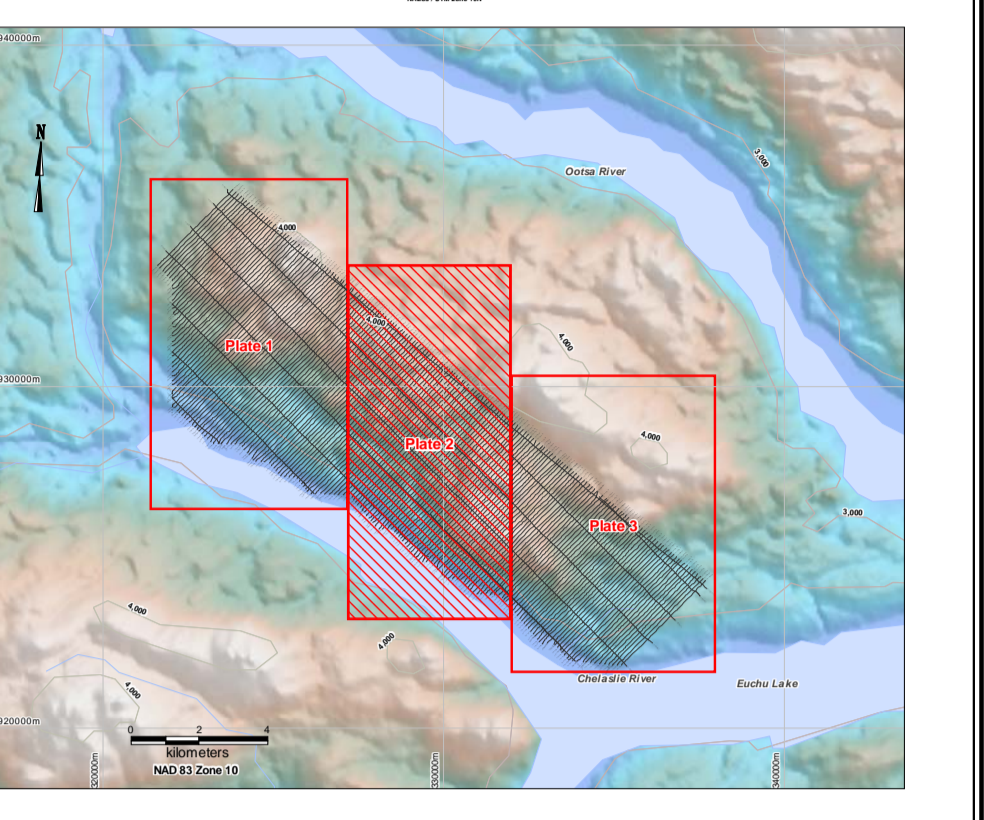 940000m
N
3,000
Ootsa River
4,000
4,000
4,000
Plate 1
930000m
4,000
Plate 2
3,000
Plate 3
4,000
4,000
Chelaslie River
Euchu Lake
4,000
920000m
0 2 4
kilometers
NAD 83 Zone 10
320000m
330000m
340000m